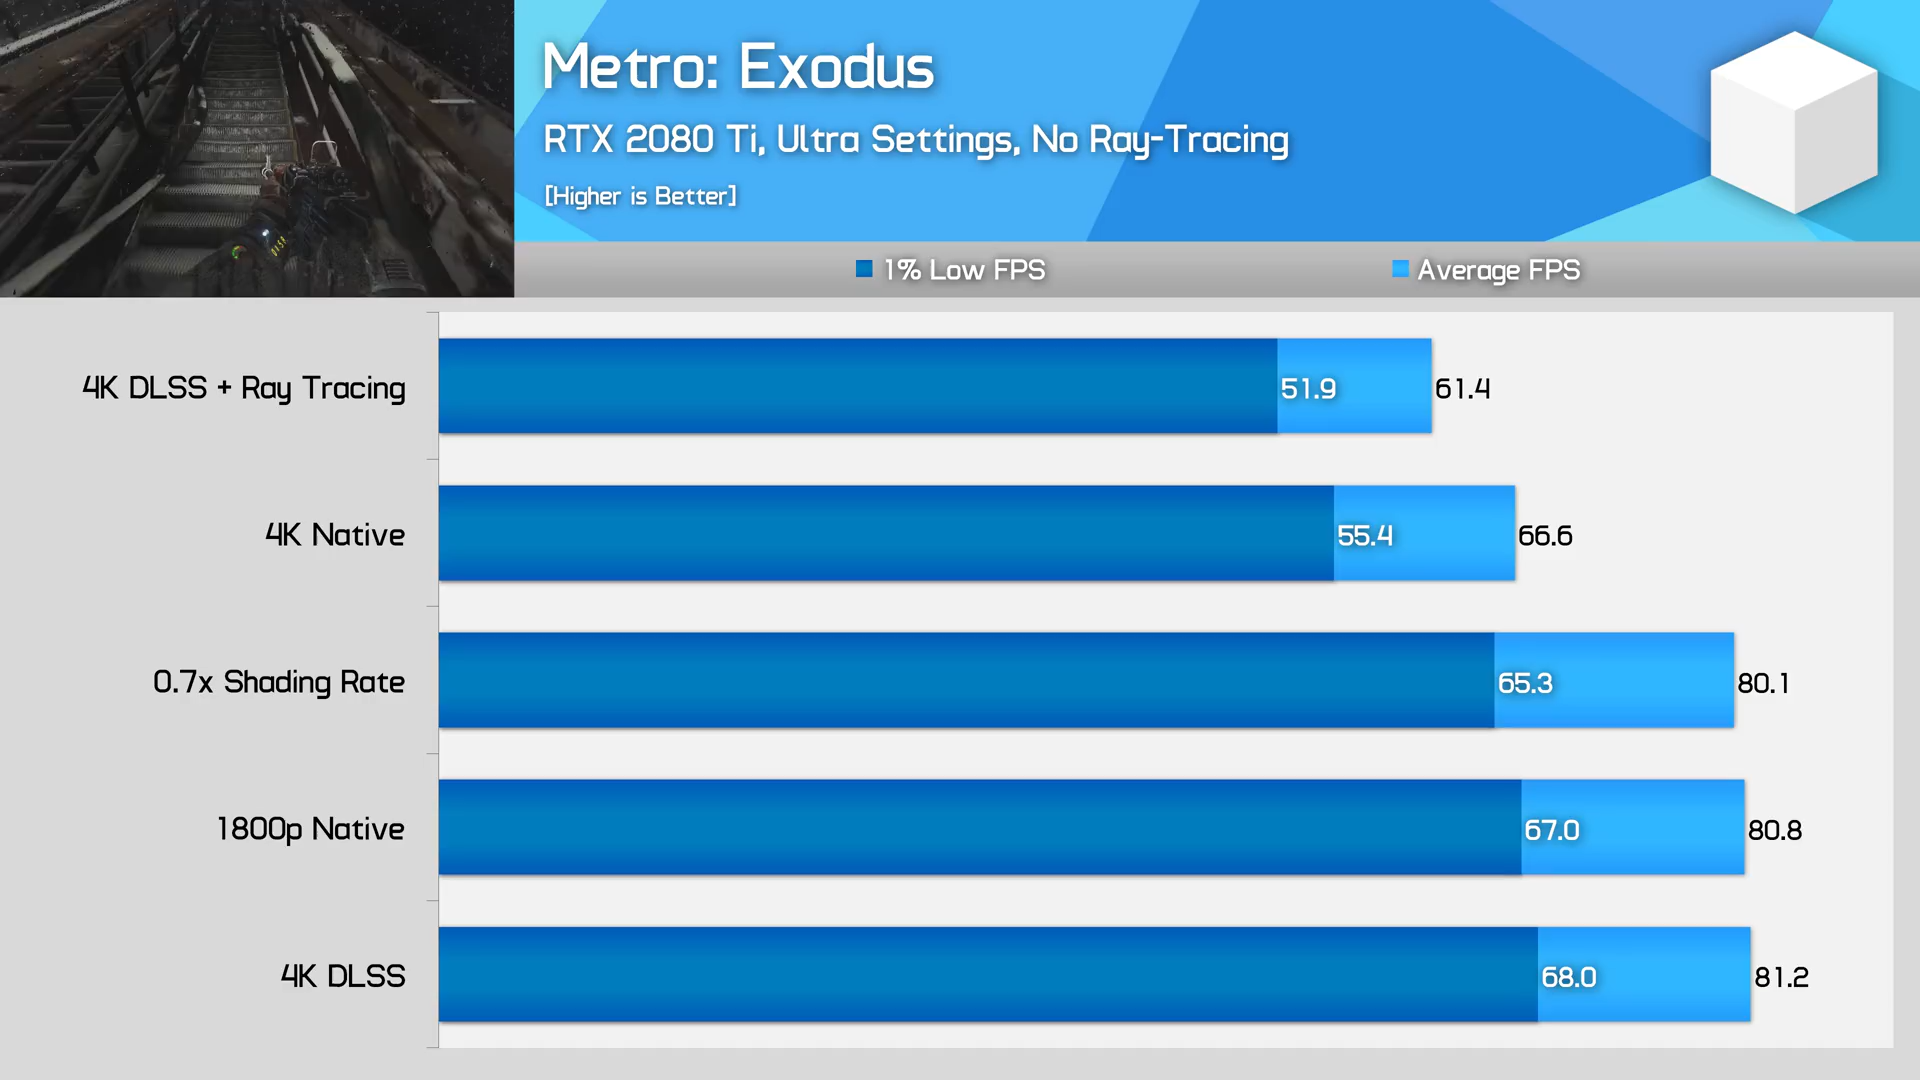 Metro: Exodus
RTX 2080 Ti, Ultra Settings, No Ray-Tracing
[Higher is Better]
1% Low FPS
Average FPS
4K DLSS + Ray Tracing
51.9
61.4
4K Native
55.4
66.6
0.7x Shading Rate
65.3
80.1
1800p Native
67.0
80.8
4K DLSS
68.0
81.2